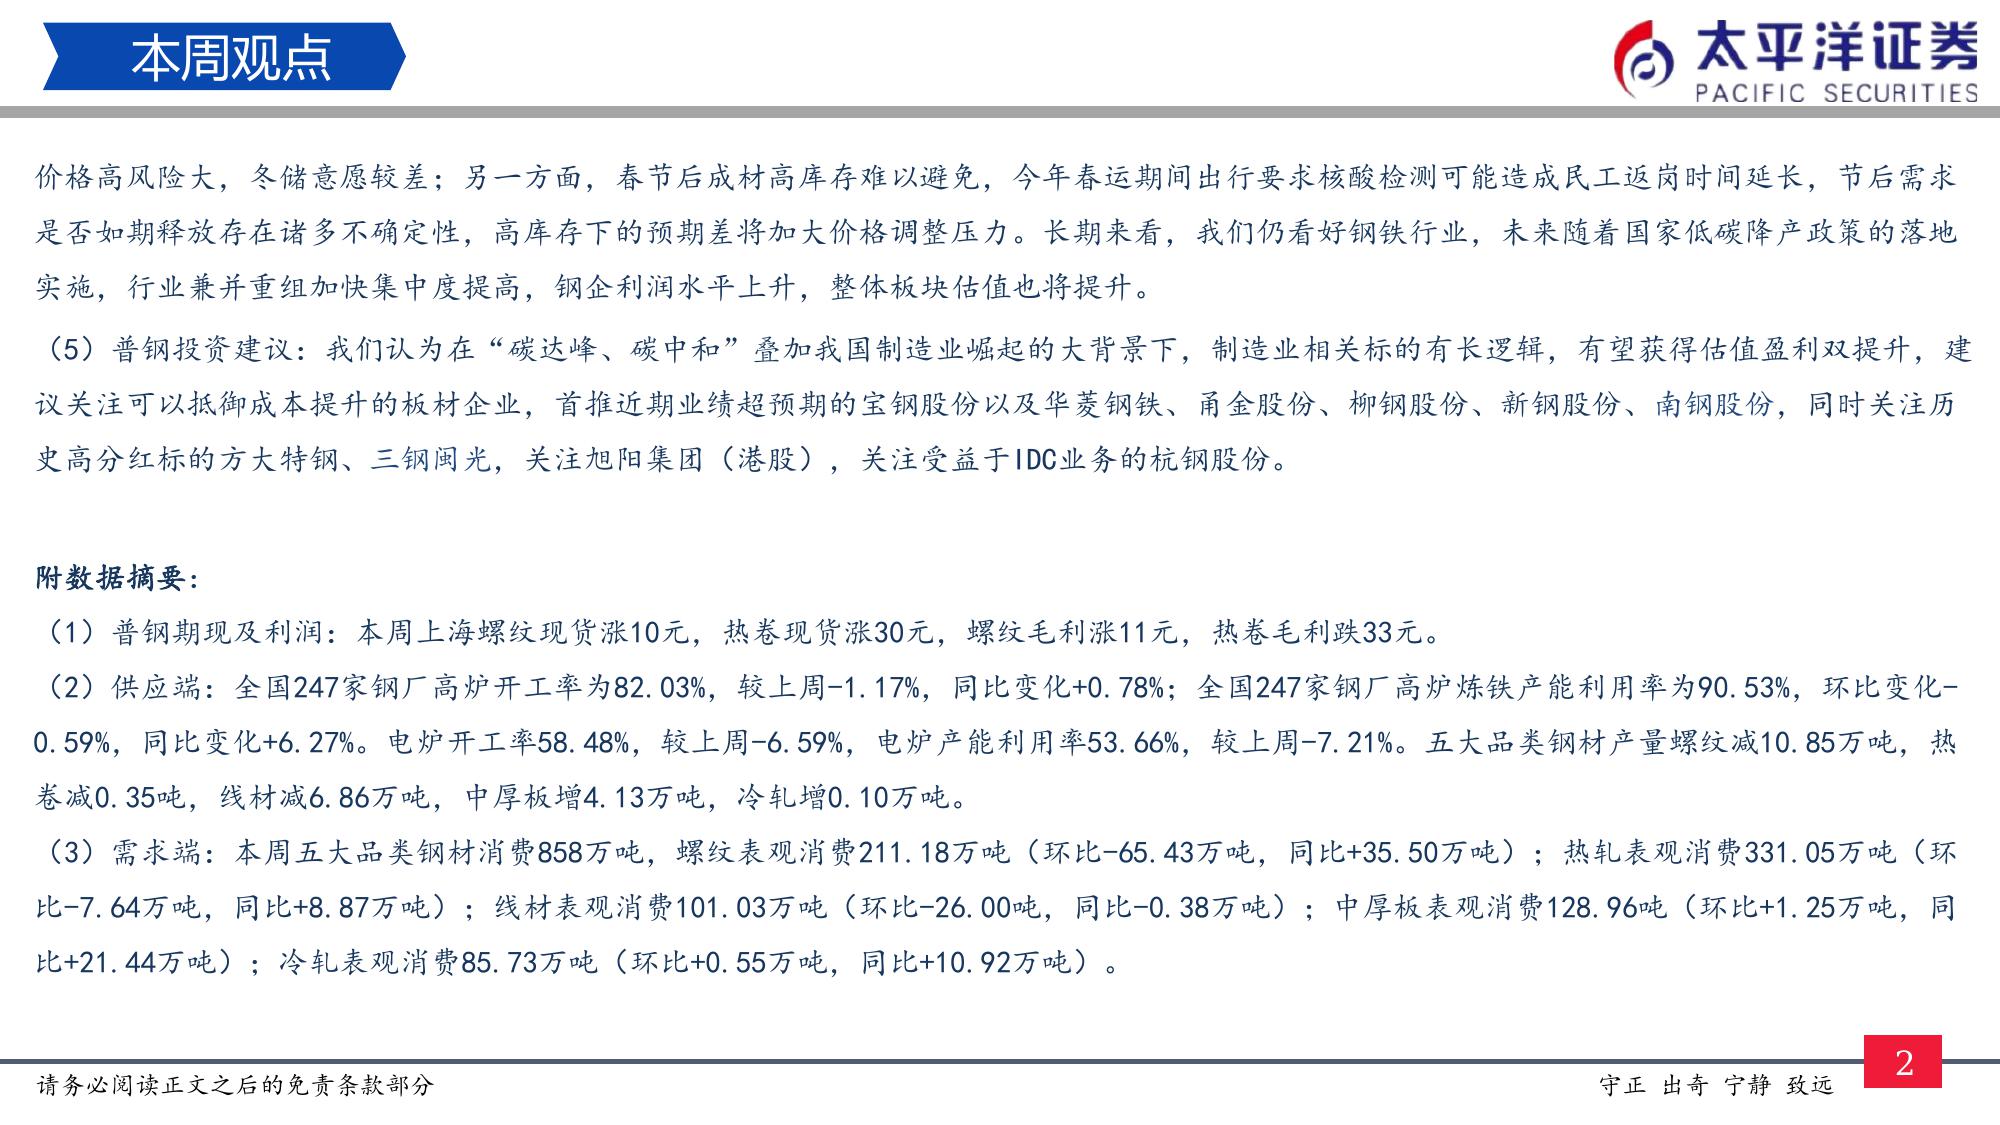 本周观点
太平洋证券
PACIFIC SECURITIES
价格高风险大，冬储意愿较差；另一方面，春节后成材高库存难以避免，今年春运期间出行要求核酸检测可能造成民工返岗时间延长，节后需求
是否如期释放存在诸多不确定性，高库存下的预期差将加大价格调整压力。长期来看，我们仍看好钢铁行业，未来随着国家低碳降产政策的落地
实施，行业兼并重组加快集中度提高，钢企利润水平上升，整体板块估值也将提升。
（5）普钢投资建议：我们认为在“碳达峰、碳中和”叠加我国制造业崛起的大背景下，制造业相关标的有长逻辑，有望获得估值盈利双提升，建
议关注可以抵御成本提升的板材企业，首推近期业绩超预期的宝钢股份以及华菱钢铁、甬金股份、柳钢股份、新钢股份、南钢股份，同时关注历
史高分红标的方大特钢、三钢闽光，关注旭阳集团（港股），关注受益于IDC业务的杭钢股份。
附数据摘要：
（1）普钢期现及利润：本周上海螺纹现货涨10元，热卷现货涨30元，螺纹毛利涨11元，热卷毛利跌33元。
（2）供应端：全国247家钢厂高炉开工率为82.03%，较上周-1.17%，同比变化+0.78%；全国247家钢厂高炉炼铁产能利用率为90.53%，环比变化-
0.59%，同比变化+6.27%。电炉开工率58.48%，较上周-6.59%，电炉产能利用率53.66%，较上周-7.21%。五大品类钢材产量螺纹减10.85万吨，热
卷减0.35吨，线材减6.86万吨，中厚板增4.13万吨，冷轧增0.10万吨。
（3）需求端：本周五大品类钢材消费858万吨，螺纹表观消费211.18万吨（环比-65.43万吨，同比+35.50万吨）；热轧表观消费331.05万吨（环
比-7.64万吨，同比+8.87万吨）；线材表观消费101.03万吨（环比-26.00吨，同比-0.38万吨）；中厚板表观消费128.96吨（环比+1.25万吨，同
比+21.44万吨）；冷轧表观消费85.73万吨（环比+0.55万吨，同比+10.92万吨）。
请务必阅读正文之后的免责条款部分
守正 出奇 宁静 致远
2